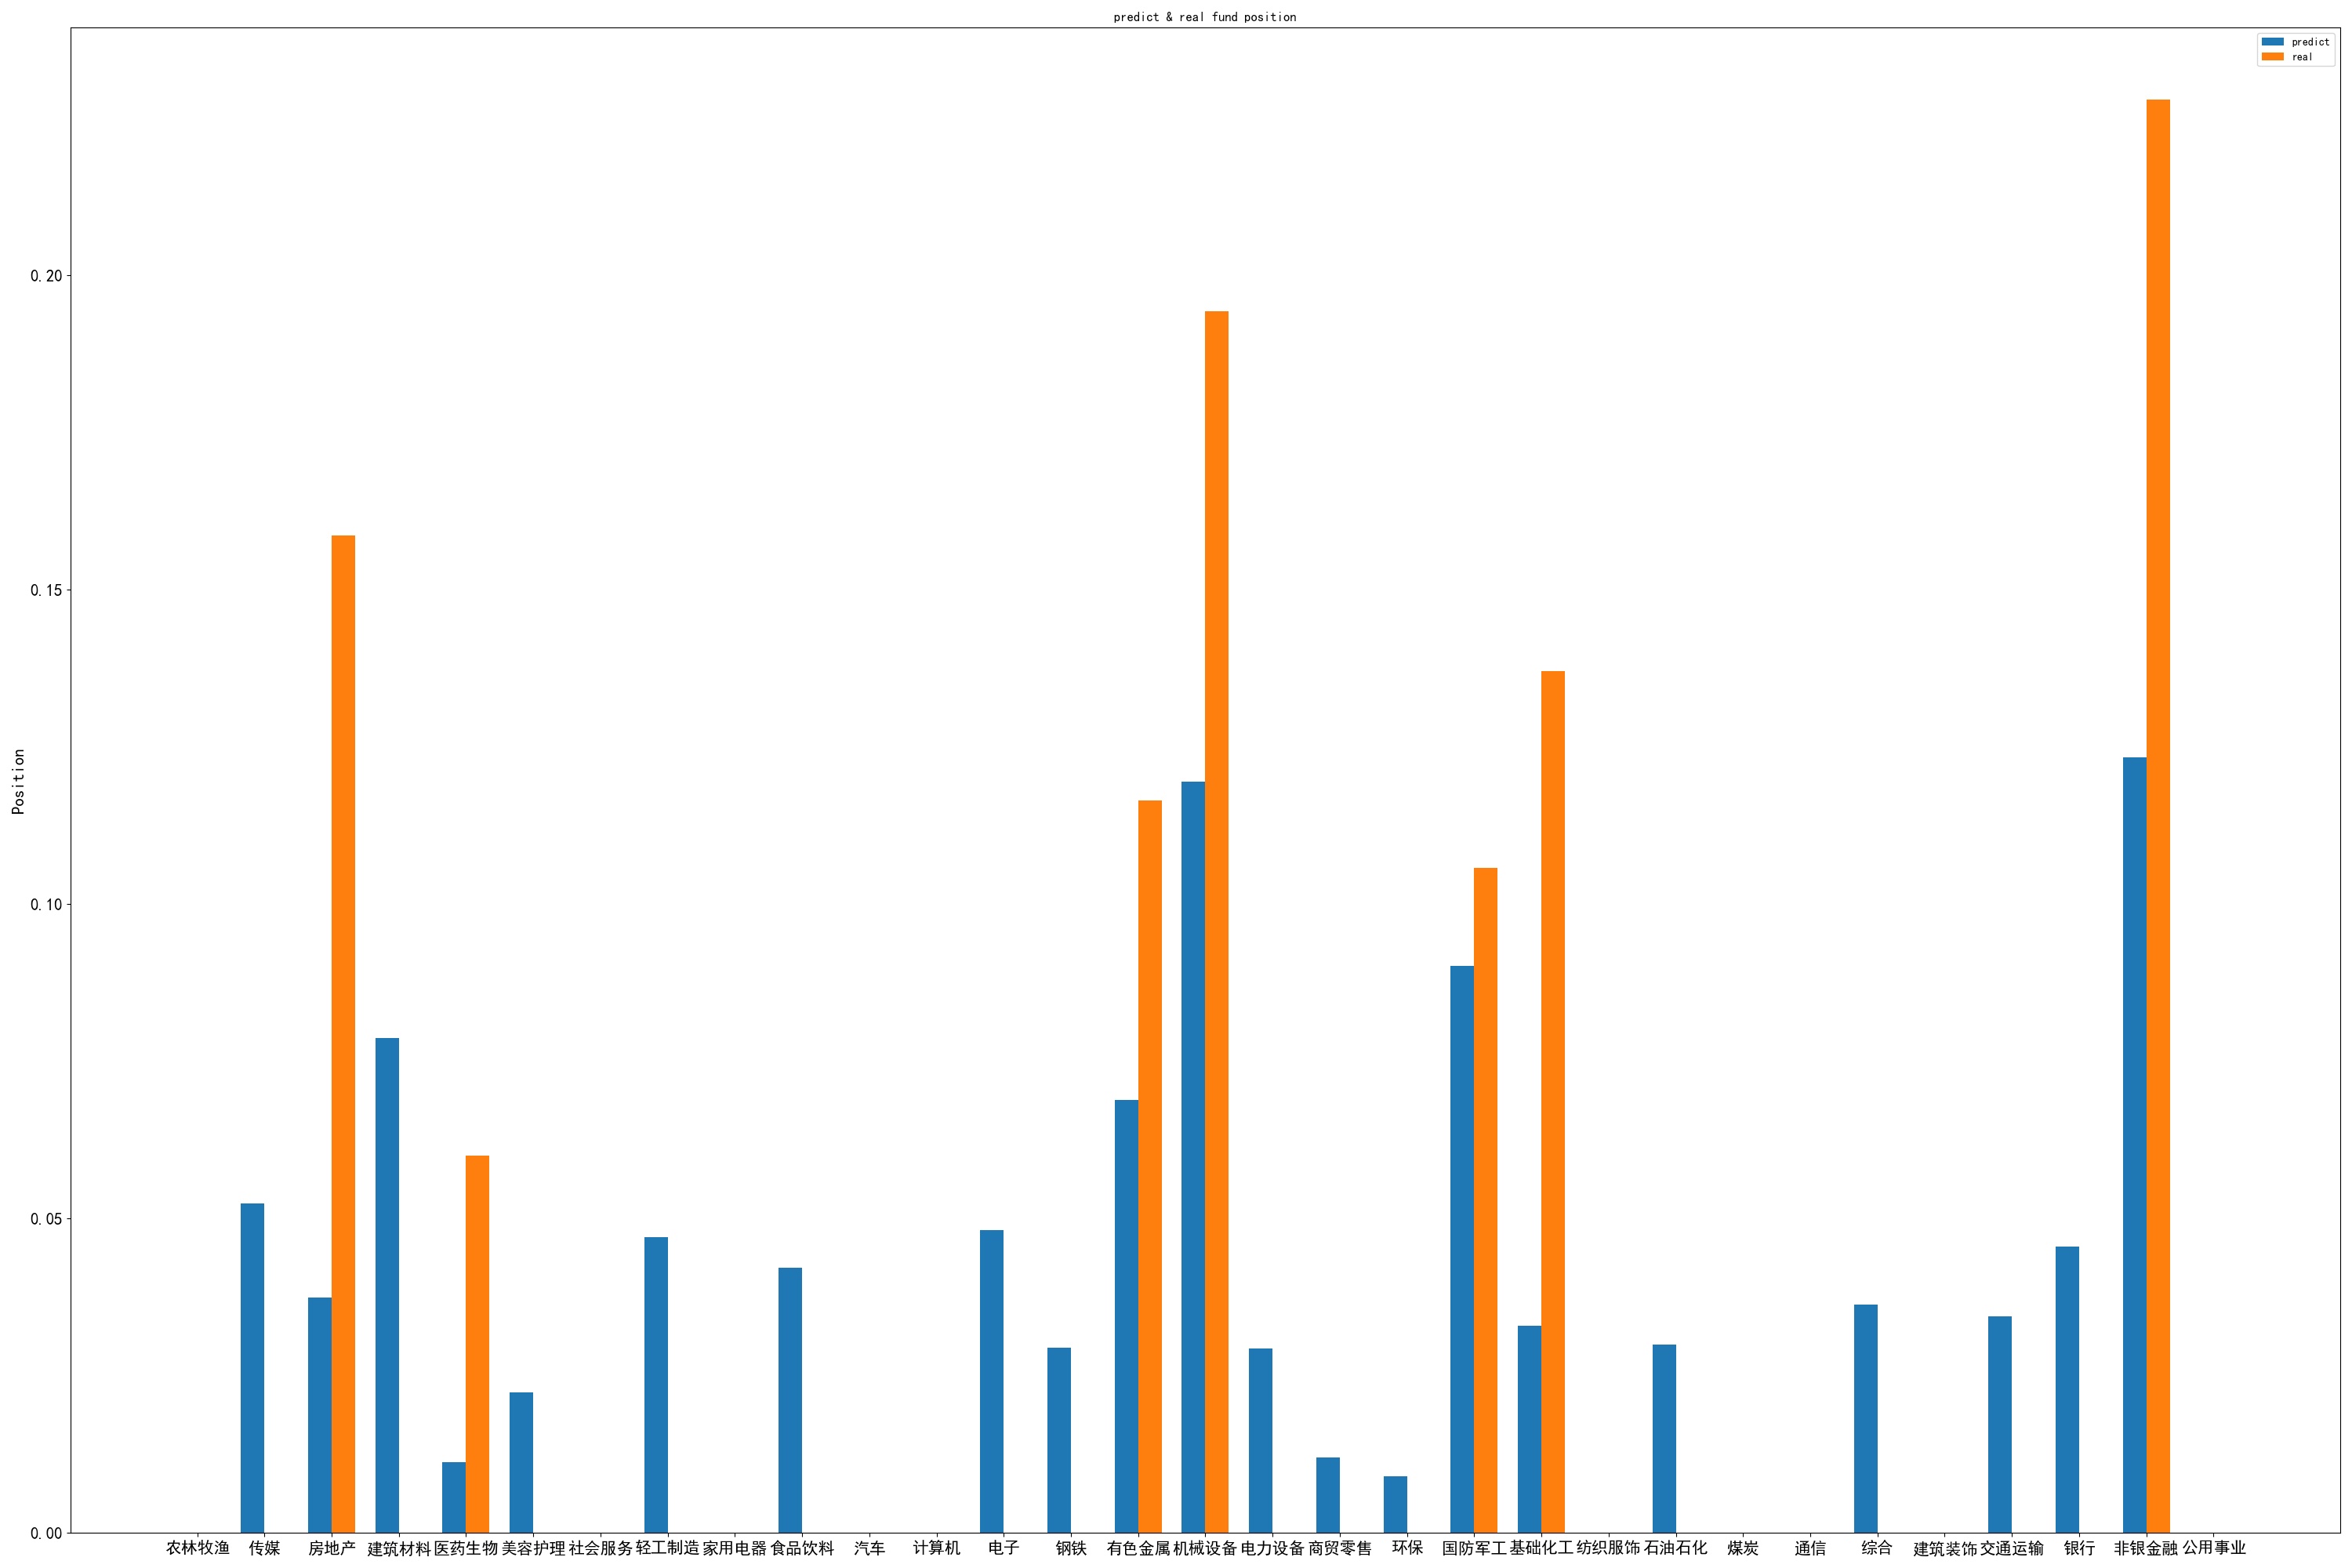 predict & real fund position
predict
real
Position
0.20
0.15
0.10
0.05
0.00
农林牧渔 传媒 房地产 建筑材料 医药生物 美容护理 社会服务 轻工制造 家用电器 食品饮料 汽车 计算机 电子 钢铁 有色金属 机械设备 电力设备 商贸零售 环保 国防军工 基础化工 纺织服饰 石油石化 煤炭 通信 综合 建筑装饰 交通运输 银行 非银金融 公用事业